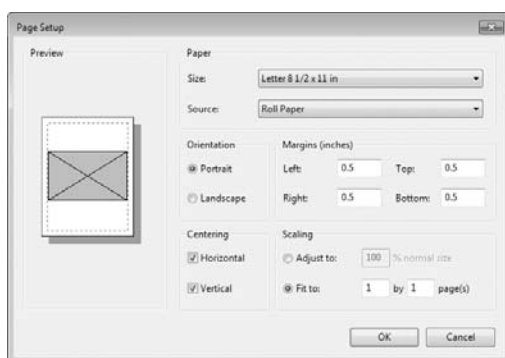 Page Setup
Preview
Paper
Size: Letter 8 1/2 x 11 in
Source: Roll Paper
Orientation
Portrait
Landscape
Margins (inches)
Left: 0.5 Top: 0.5
Right: 0.5 Bottom: 0.5
Centering
Horizontal
Vertical
Scaling
Adjust to: 100 % normal size
Fit to: 1 by 1 page(s)
OK Cancel